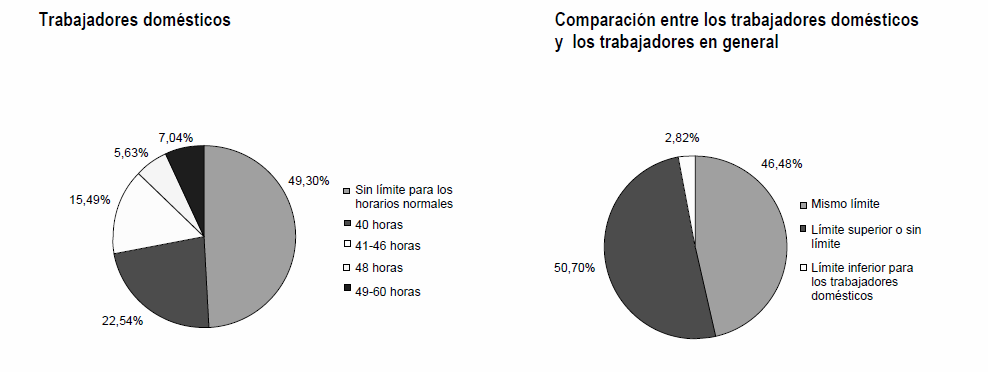 Trabajadores domésticos
7,04%
5,63%
15,49%
49,30%
22,54%
Sin límite para los
horarios normales
40 horas
41-46 horas
48 horas
49-60 horas
Comparación entre los trabajadores domésticos
y los trabajadores en general
2,82%
46,48%
50,70%
Mismo límite
Límite superior o sin
límite
Límite inferior para
los trabajadores
domésticos